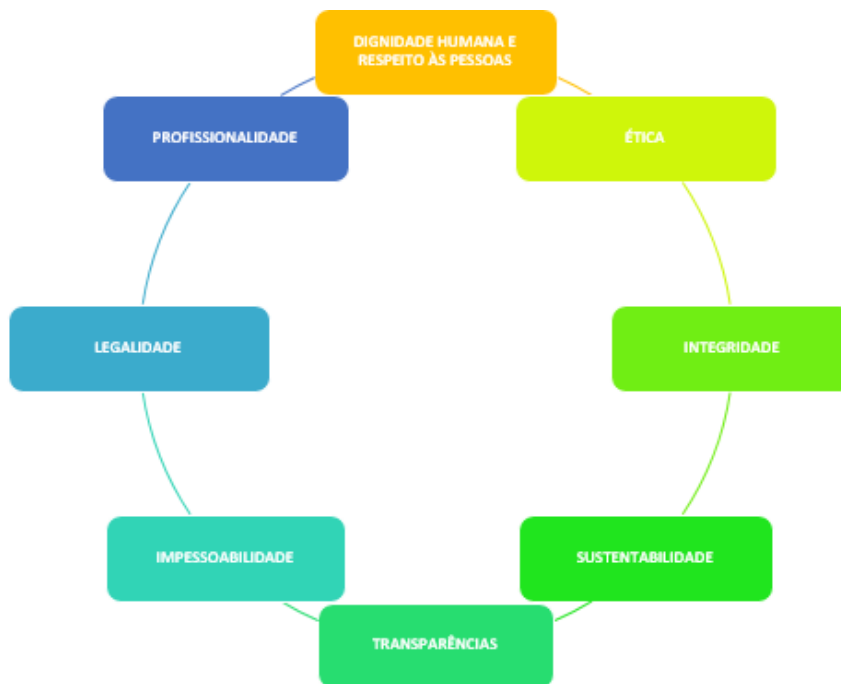 DIGNIDADE HUMANA E
RESPEITO ÀS PESSOAS
ÉTICA
INTEGRIDADE
SUSTENTABILIDADE
TRANSPARÊNCIAS
IMPESSOABILIDADE
LEGALIDADE
PROFISSIONALIDADE